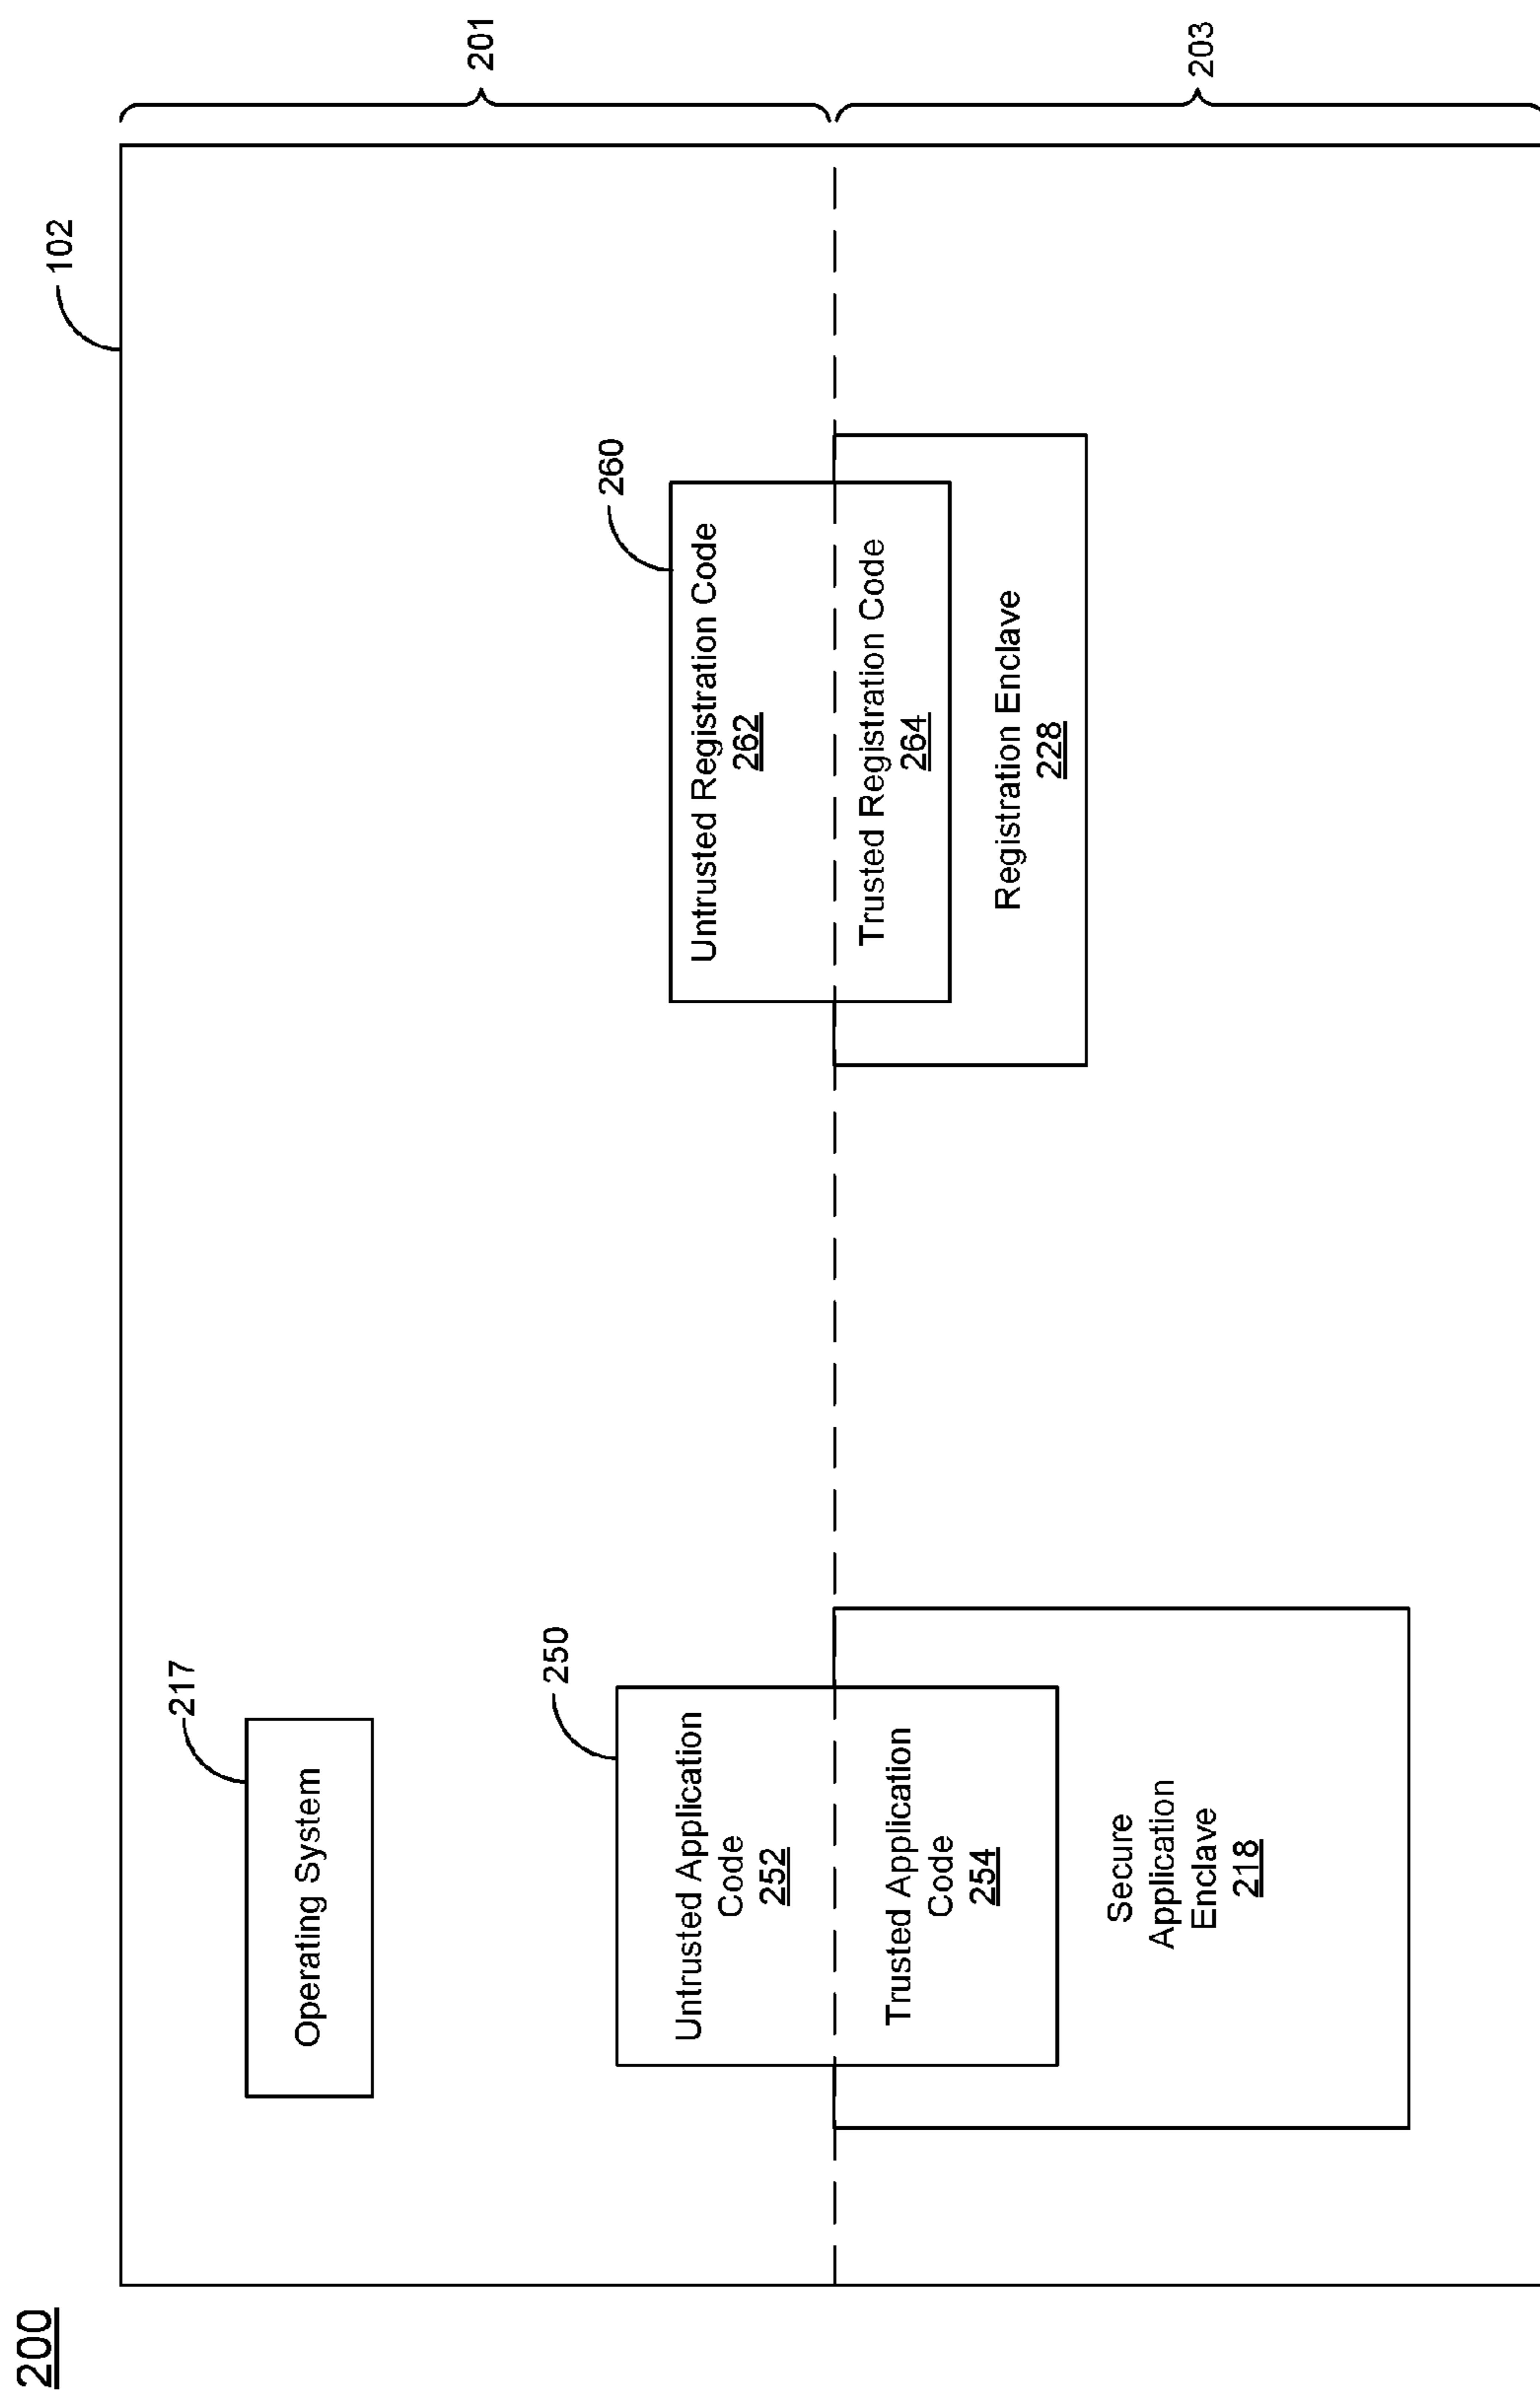 200
102
217
Operating System
201
250
260
Untrusted Application
Code
252
Untrusted Registration Code
262
Trusted Application
Code
254
Trusted Registration Code
264
Secure
Application
Enclave
218
Registration Enclave
228
203